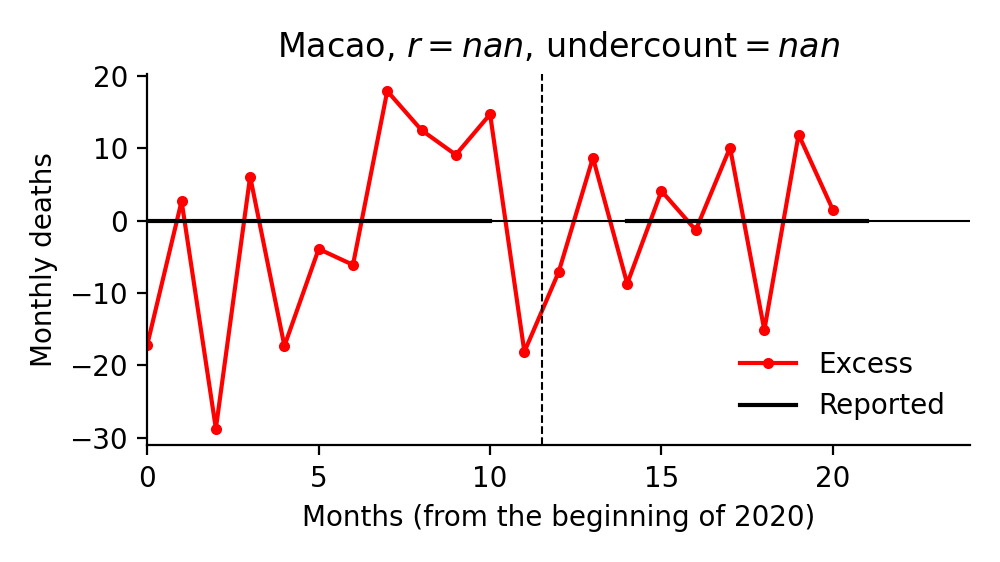 Macao, r = nan, undercount = nan
Monthly deaths
20
10
0
−10
−20
−30
Excess
Reported
0 5 10 15 20
Months (from the beginning of 2020)